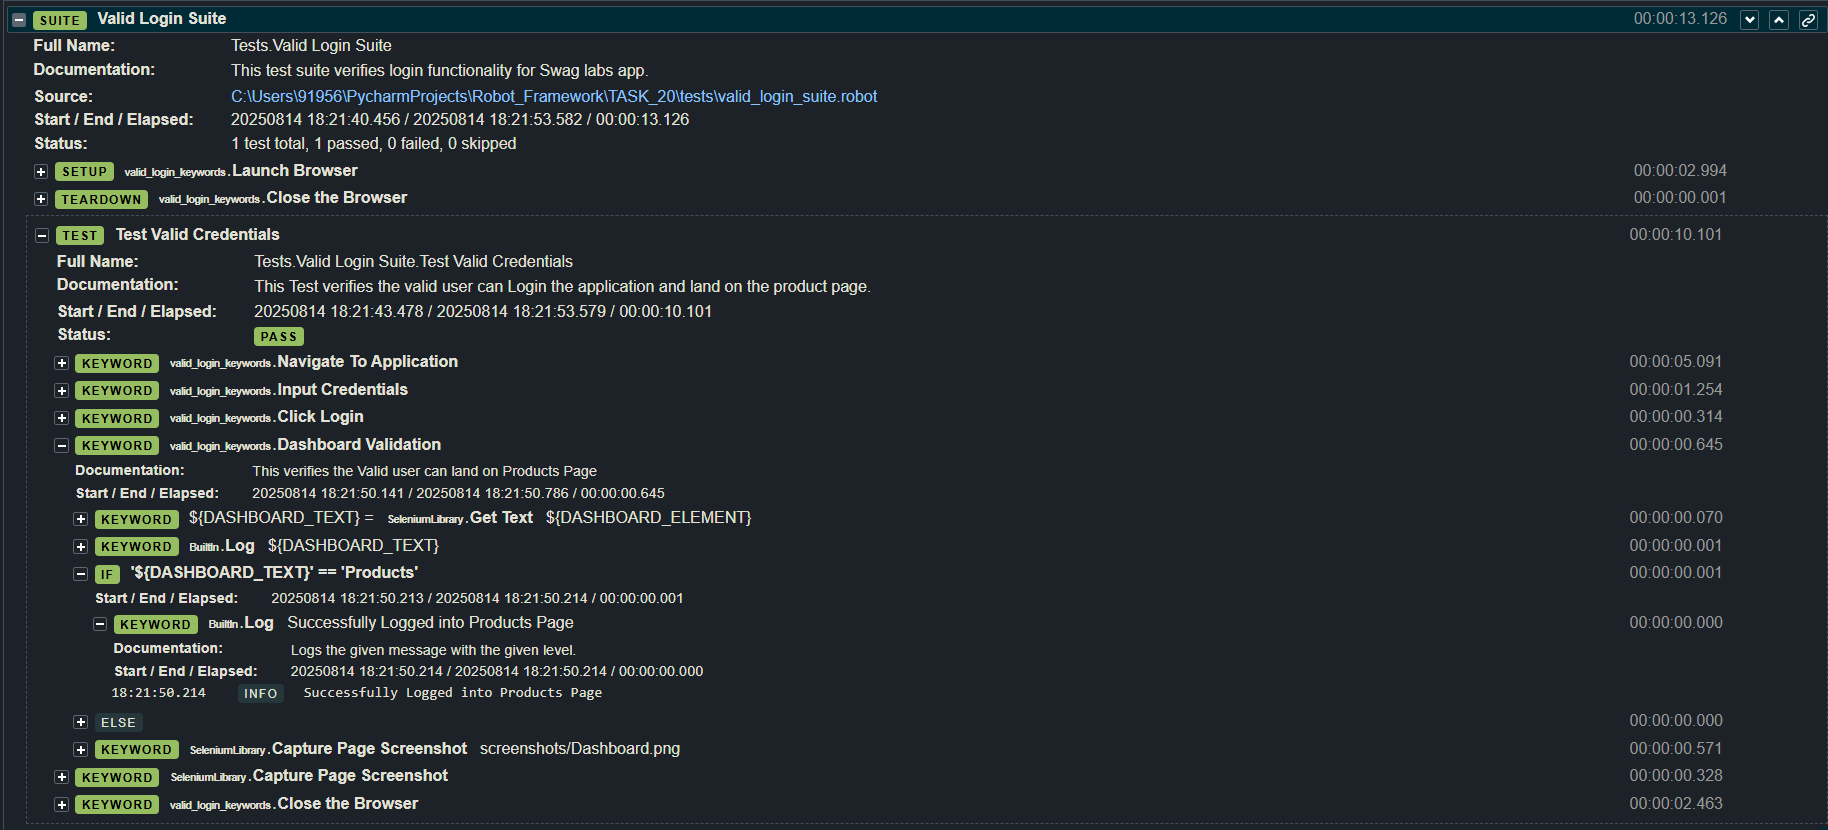 SUITE Valid Login Suite 00:00:13.126
Full Name: Tests.Valid Login Suite
Documentation: This test suite verifies login functionality for Swag labs app.
Source: C:\Users\91956\PycharmProjects\Robot_Framework\TASK_20\tests\valid_login_suite.robot
Start / End / Elapsed: 20250814 18:21:40.456 / 20250814 18:21:53.582 / 00:00:13.126
Status: 1 test total, 1 passed, 0 failed, 0 skipped
SETUP valid_login_keywords.Launch Browser 00:00:02.994
TEARDOWN valid_login_keywords.Close the Browser 00:00:00.001
TEST Test Valid Credentials 00:00:10.101
Full Name: Tests.Valid Login Suite.Test Valid Credentials
Documentation: This Test verifies the valid user can Login the application and land on the product page.
Start / End / Elapsed: 20250814 18:21:43.478 / 20250814 18:21:53.579 / 00:00:10.101
Status: PASS
KEYWORD valid_login_keywords.Navigate To Application 00:00:05.091
KEYWORD valid_login_keywords.Input Credentials 00:00:01.254
KEYWORD valid_login_keywords.Click Login 00:00:00.314
KEYWORD valid_login_keywords.Dashboard Validation 00:00:00.645
Documentation: This verifies the Valid user can land on Products Page
Start / End / Elapsed: 20250814 18:21:50.141 / 20250814 18:21:50.786 / 00:00:00.645
KEYWORD ${DASHBOARD_TEXT} = SeleniumLibrary.Get Text ${DASHBOARD_ELEMENT} 00:00:00.070
KEYWORD BuiltIn.Log ${DASHBOARD_TEXT} 00:00:00.001
IF '${DASHBOARD_TEXT}' == 'Products' 00:00:00.001
Start / End / Elapsed: 20250814 18:21:50.213 / 20250814 18:21:50.214 / 00:00:00.001
KEYWORD BuiltIn.Log Successfully Logged into Products Page 00:00:00.000
Documentation: Logs the given message with the given level.
Start / End / Elapsed: 20250814 18:21:50.214 / 20250814 18:21:50.214 / 00:00:00.000
18:21:50.214 INFO Successfully Logged into Products Page
ELSE 00:00:00.000
KEYWORD SeleniumLibrary.Capture Page Screenshot screenshots/Dashboard.png 00:00:00.571
KEYWORD SeleniumLibrary.Capture Page Screenshot 00:00:00.328
KEYWORD valid_login_keywords.Close the Browser 00:00:02.463